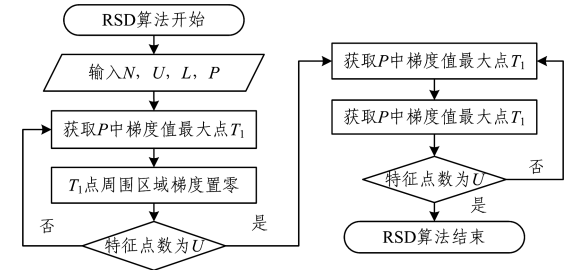 RSD算法开始
输入N, U, L, P
获取P中梯度值最大点T₁
T₁点周围区域梯度置零
特征点数为U
否
是
获取P中梯度值最大点T₁
获取P中梯度值最大点T₁
特征点数为U
否
是
RSD算法结束